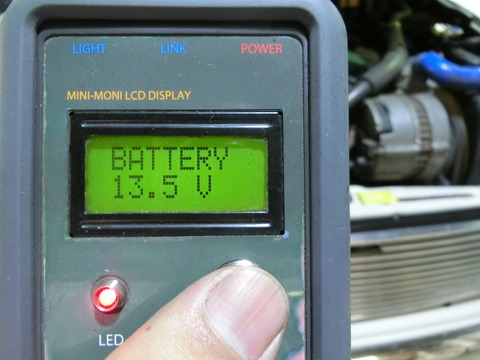 LIGHT LINK POWER
MINI-MONI LCD DISPLAY
BATTERY
13.5 V
LED